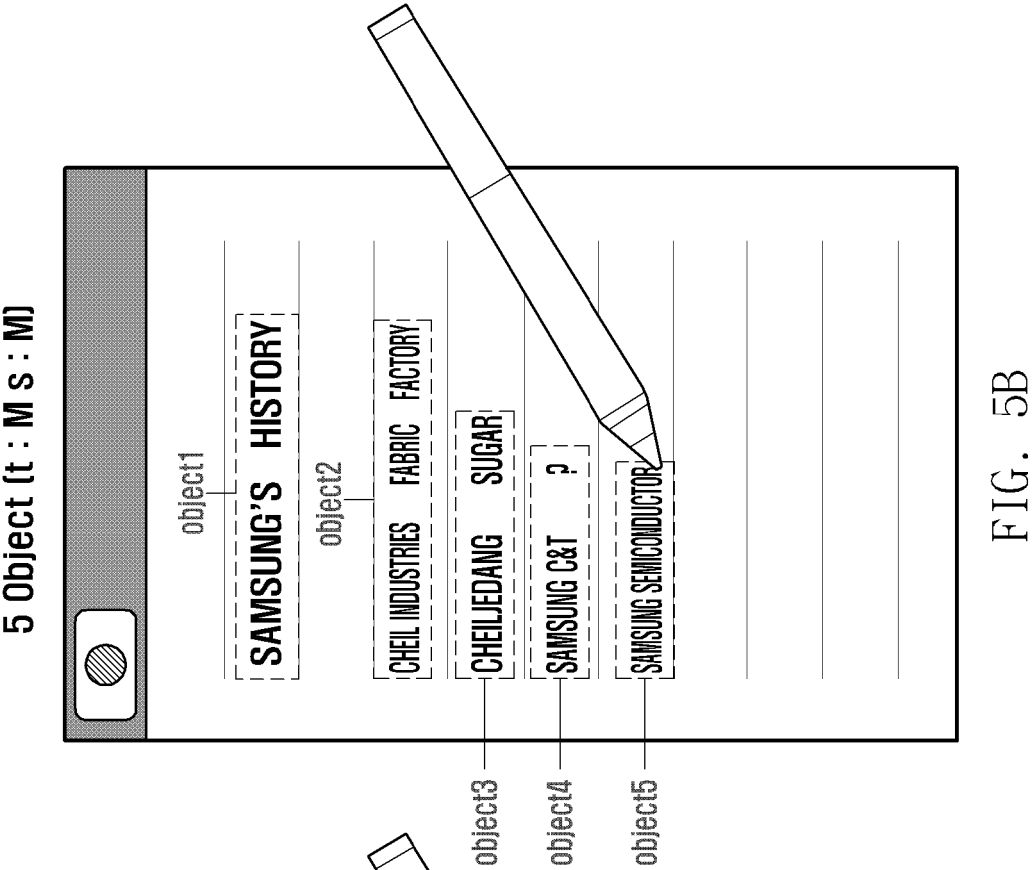 5 Object (t : M s : M)
object1
SAMSUNG'S HISTORY
object2
CHEIL INDUSTRIES FABRIC FACTORY
object3
CHEILJEDANG SUGAR
object4
SAMSUNG C&T ?
object5
SAMSUNG SEMICONDUCTOR
FIG. 5B